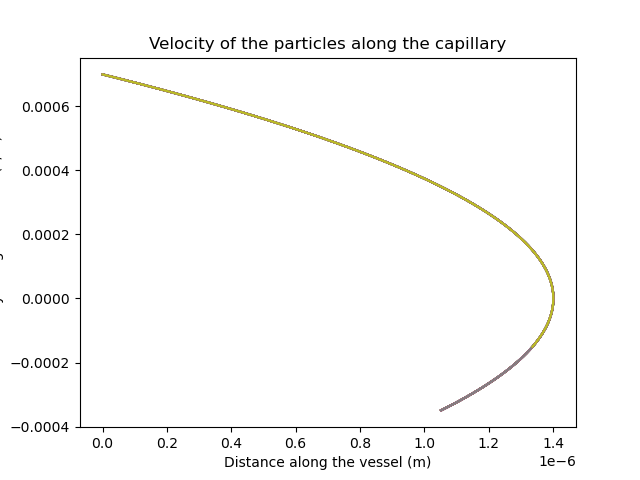 Velocity of the particles along the capillary
0.0006
0.0004
0.0002
0.0000
−0.0002
−0.0004
0.0 0.2 0.4 0.6 0.8 1.0 1.2 1.4
1e−6
Distance along the vessel (m)